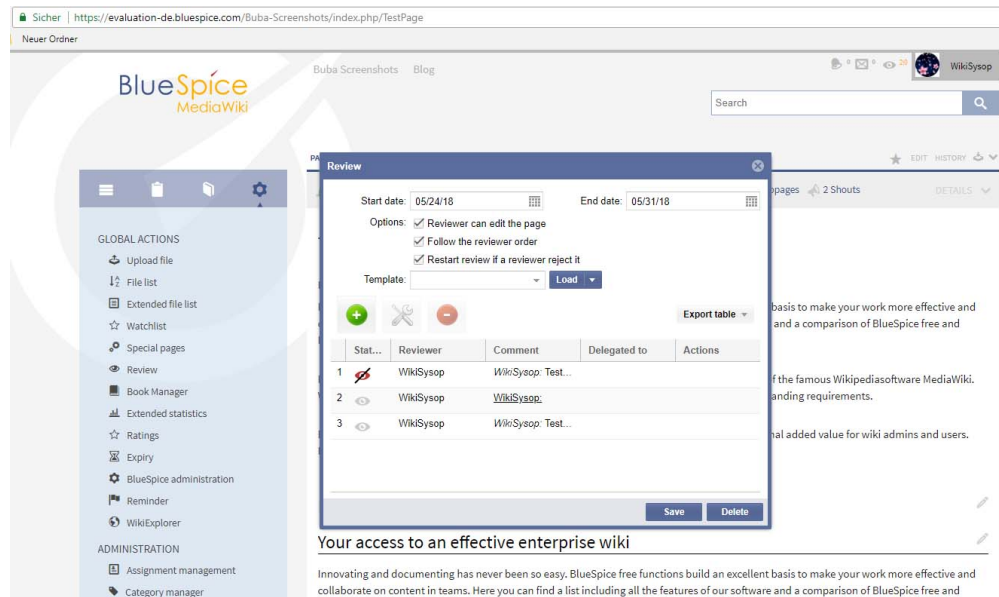 Sicher | https://evaluation-de.bluespice.com/Buba-Screenshots/index.php/TestPage
Neuer Ordner
BlueSpice
MediaWiki
Buba Screenshots Blog
WikiSysop
Search
EDIT HISTORY
2 Shouts
DETAILS
GLOBAL ACTIONS
Upload file
File list
Extended file list
Watchlist
Special pages
Review
Book Manager
Extended statistics
Ratings
Expiry
BlueSpice administration
Reminder
WikiExplorer
ADMINISTRATION
Assignment management
Category manager
Review
Start date: 05/24/18 End date: 05/31/18
Options: Reviewer can edit the page
Follow the reviewer order
Restart review if a reviewer reject it
Template: Load
Export table
Stat... Reviewer Comment Delegated to Actions
1 WikiSysop WikiSysop: Test...
2 WikiSysop WikiSysop:
3 WikiSysop WikiSysop: Test...
Save Delete
basis to make your work more effective and
and a comparison of BlueSpice free and
f the famous Wikipediasoftware MediaWiki.
anding requirements.
nal added value for wiki admins and users.
Your access to an effective enterprise wiki
Innovating and documenting has never been so easy. BlueSpice free functions build an excellent basis to make your work more effective and
collaborate on content in teams. Here you can find a list including all the features of our software and a comparison of BlueSpice free and